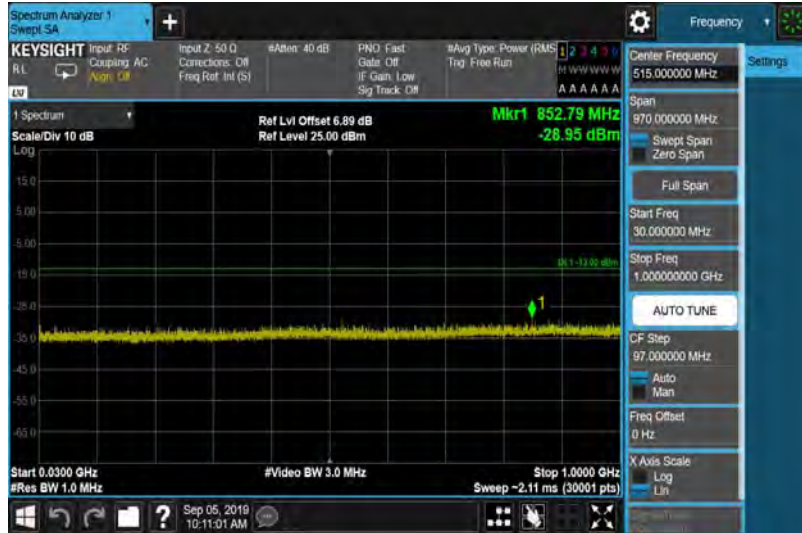 Spectrum Analyzer 1
Swept SA
+
Frequency
KEYSIGHT
RL
LXI
Input: RF
Coupling: AC
Align: Off
Input Z: 50 Ω
Corrections: Off
Freq Ref: Int (S)
#Atten: 40 dB
PNO: Fast
Gate: Off
IF Gain: Low
Sig Track: Off
#Avg Type: Power (RMS
Trig: Free Run
1 2 3 4 5 6
M W W W W W
A A A A A A
1 Spectrum
Scale/Div 10 dB
Log
Ref Lvl Offset 6.89 dB
Ref Level 25.00 dBm
Mkr1 852.79 MHz
-28.95 dBm
15.0
5.00
-5.00
-15.0
-25.0
-35.0
-45.0
-55.0
-65.0
DL1 -13.00 dBm
1
Start 0.0300 GHz
#Res BW 1.0 MHz
#Video BW 3.0 MHz
Stop 1.0000 GHz
Sweep ~2.11 ms (30001 pts)
Center Frequency
515.000000 MHz
Settings
Span
970.000000 MHz
Swept Span
Zero Span
Full Span
Start Freq
30.000000 MHz
Stop Freq
1.000000000 GHz
AUTO TUNE
CF Step
97.000000 MHz
Auto
Man
Freq Offset
0 Hz
X Axis Scale
Log
Lin
?
Sep 05, 2019
10:11:01 AM